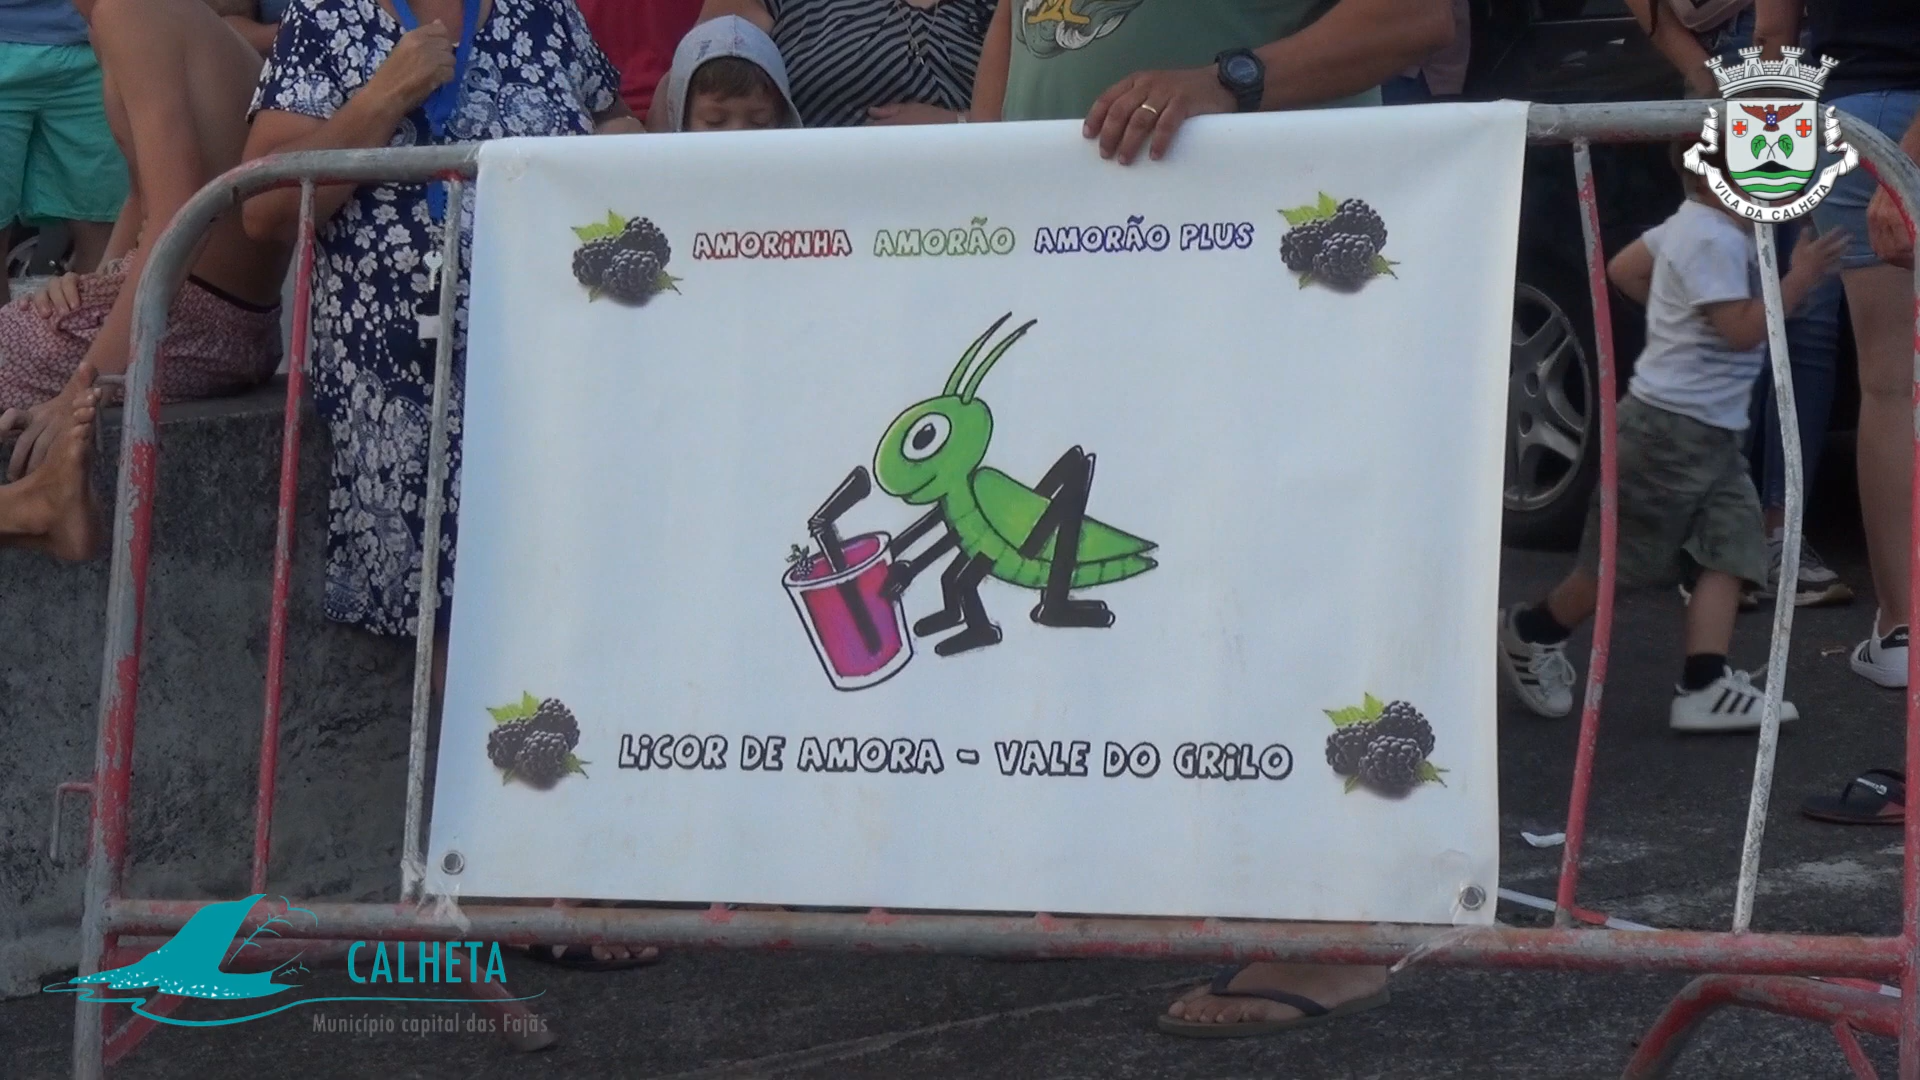 VILA DA CALHETA
AMORINHA AMORÃO AMORÃO PLUS
LICOR DE AMORA - VALE DO GRILO
CALHETA
Município capital das Fajãs